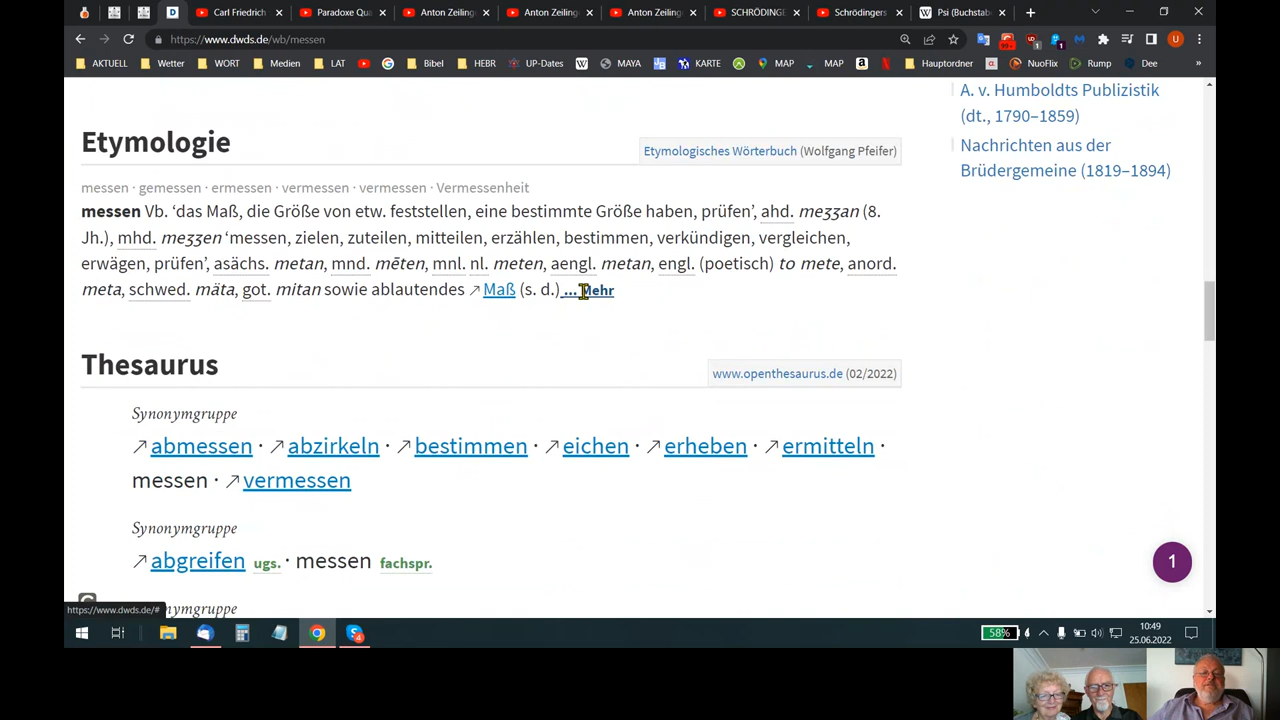 Carl Friedrich
Paradoxe Qua
Anton Zeiling
Anton Zeiling
Anton Zeiling
SCHRÖDINGE
Schrödingers
Psi (Buchstab
https://www.dwds.de/wb/messen
AKTUELL Wetter WORT Medien LAT Bibel HEBR UP-Dates MAYA KARTE MAP MAP Hauptordner NuoFlix Rump Dee »
A. v. Humboldts Publizistik
(dt., 1790–1859)
Nachrichten aus der
Brüdergemeine (1819–1894)
Etymologie
Etymologisches Wörterbuch (Wolfgang Pfeifer)
messen · gemessen · ermessen · vermessen · vermessen · Vermessenheit
messen Vb. ‘das Maß, die Größe von etw. feststellen, eine bestimmte Größe haben, prüfen’, ahd. meʒʒan (8.
Jh.), mhd. meʒʒen ‘messen, zielen, zuteilen, mitteilen, erzählen, bestimmen, verkündigen, vergleichen,
erwägen, prüfen’, asächs. metan, mnd. mēten, mnl. nl. meten, aengl. metan, engl. (poetisch) to mete, anord.
meta, schwed. mäta, got. mitan sowie ablautendes ↗ Maß (s. d.) ... Mehr
Thesaurus
www.openthesaurus.de (02/2022)
Synonymgruppe
↗ abmessen · ↗ abzirkeln · ↗ bestimmen · ↗ eichen · ↗ erheben · ↗ ermitteln ·
messen · ↗ vermessen
Synonymgruppe
↗ abgreifen ugs. · messen fachspr.
1
https://www.dwds.de/#
ynonymgruppe
58%
10:49
25.06.2022